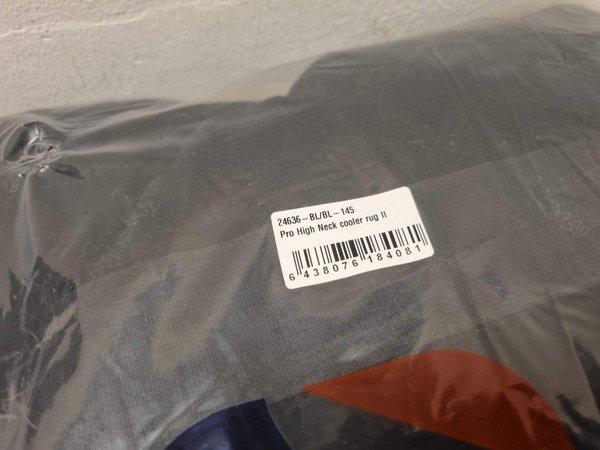 24636-BL/BL-145
Pro High Neck cooler rug II
6 438076 184081